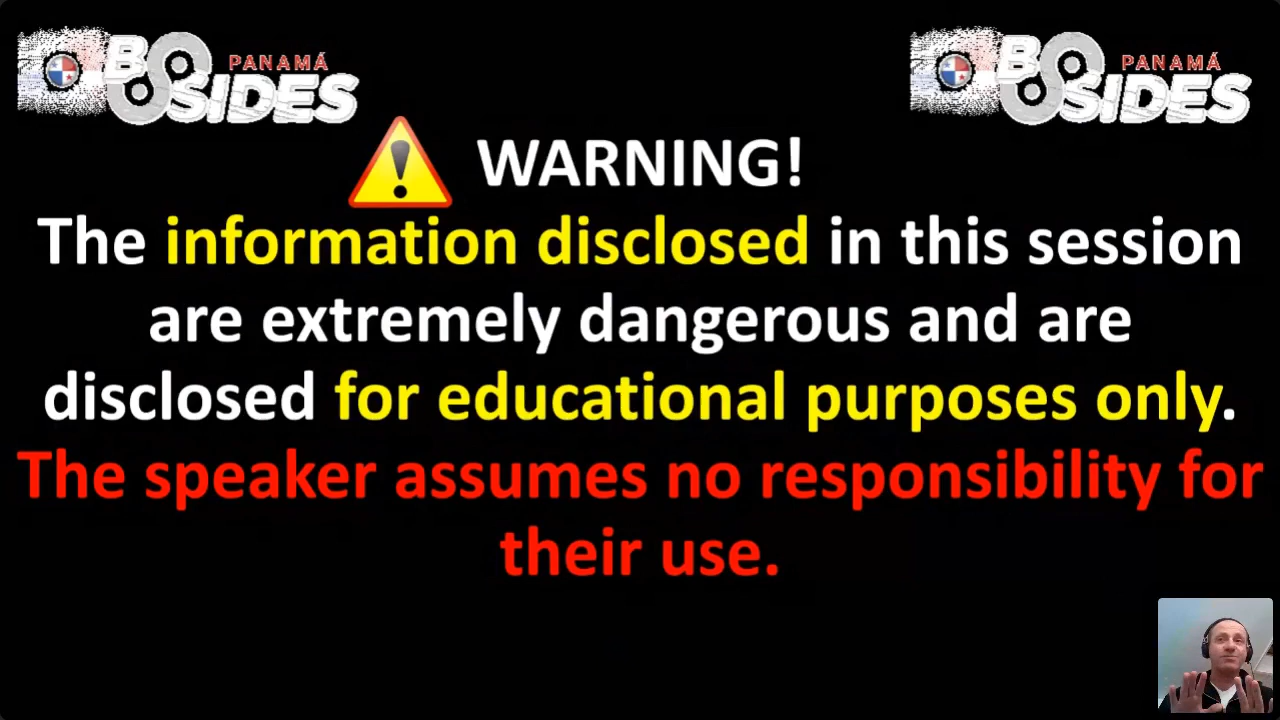 BSIDES PANAMÁ
BSIDES PANAMÁ
WARNING!
The information disclosed in this session
are extremely dangerous and are
disclosed for educational purposes only.
The speaker assumes no responsibility for
their use.